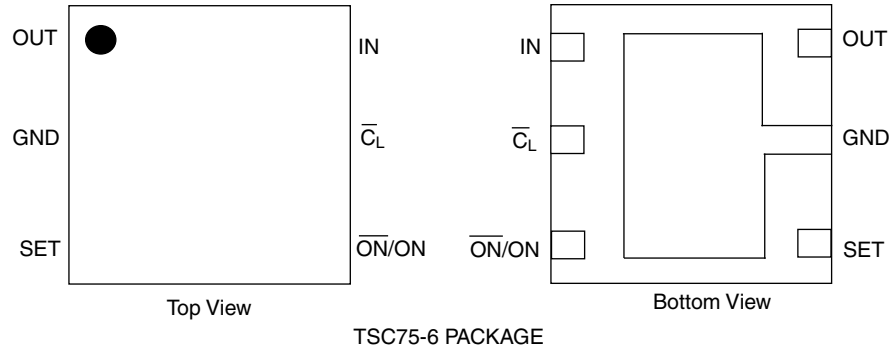 OUT IN IN OUT
GND C̅L C̅L GND
SET O̅N̅/ON O̅N̅/ON SET
Top View Bottom View
TSC75-6 PACKAGE